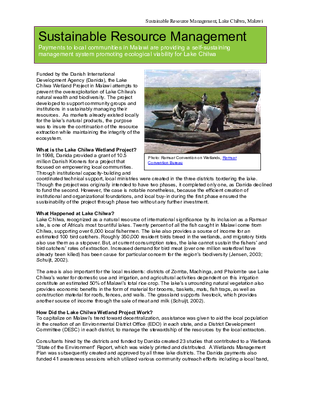 Sustainable Resource Management, Lake Chilwa, Malawi
Sustainable Resource Management
Payments to local communities in Malawi are providing a self-sustaining
management system promoting ecological viability for Lake Chilwa
Funded by the Danish International
Development Agency (Danida), the Lake
Chilwa Wetland Project in Malawi attempts to
prevent the overexploitation of Lake Chilwa's
natural wealth and biodiversity. The project
developed to support community groups and
institutions in sustainably managing their
resources. As markets already existed locally
for the lake's natural products, the purpose
was to ensure the continuation of the resource
extraction while maintaining the integrity of the
ecosystem.
Photo: Ramsar Convention on Wetlands, Ramsar
Convention Bureau
What is the Lake Chilwa Wetland Project?
In 1998, Danida provided a grant of 10.5
million Danish Kroners for a project that
focused on empowering local communities.
Through institutional capacity-building and
coordinated technical support, local ministries were created in the three districts bordering the lake.
Though the project was originally intended to have two phases, it completed only one, as Danida declined
to fund the second. However, the case is notable nonetheless, because the efficient creation of
institutional and organizational foundations, and local buy-in during the first phase ensured the
sustainability of the project through phase two without any further investment.
What Happened at Lake Chilwa?
Lake Chilwa, recognized as a natural resource of international significance by its inclusion as a Ramsar
site, is one of Africa's most bountiful lakes. Twenty percent of all the fish caught in Malawi come from
Chilwa, supporting over 6,000 local fishermen. The lake also provides a source of income for an
estimated 100 bird catchers. Roughly 350,000 resident birds breed in the wetlands, and migratory birds
also use them as a stopover. But, at current consumption rates, the lake cannot sustain the fishers' and
bird catchers' rates of extraction. Increased demand for bird meat (over one million waterfowl have
already been killed) has been cause for particular concern for the region's biodiversity (Jensen, 2003;
Schuijt, 2002).
The area is also important for the local residents: districts of Zomba, Machinga, and Phalombe use Lake
Chilwa's water for domestic use and irrigation, and agricultural activities dependent on this irrigation
constitute an estimated 50% of Malawi's total rice crop. The lake's surrounding natural vegetation also
provides economic benefits in the form of material for brooms, baskets, mats, fish traps, as well as
construction material for roofs, fences, and walls. The grassland supports livestock, which provides
another source of income through the sale of meat and milk (Schuijt, 2002).
How Did the Lake Chilwa Wetland Project Work?
To capitalize on Malawi's trend toward decentralization, assistance was given to aid the local population
in the creation of an Environmental District Office (EDO) in each state, and a District Development
Committee (DESC) in each district, to manage the stewardship of the resources by the local extractors.
Consultants hired by the districts and funded by Danida created 23 studies that contributed to a Wetlands
"State of the Environment" Report, which was widely printed and distributed. A Wetlands Management
Plan was subsequently created and approved by all three lake districts. The Danida payments also
funded 41 awareness sessions which utilized various community outreach efforts including a local band,